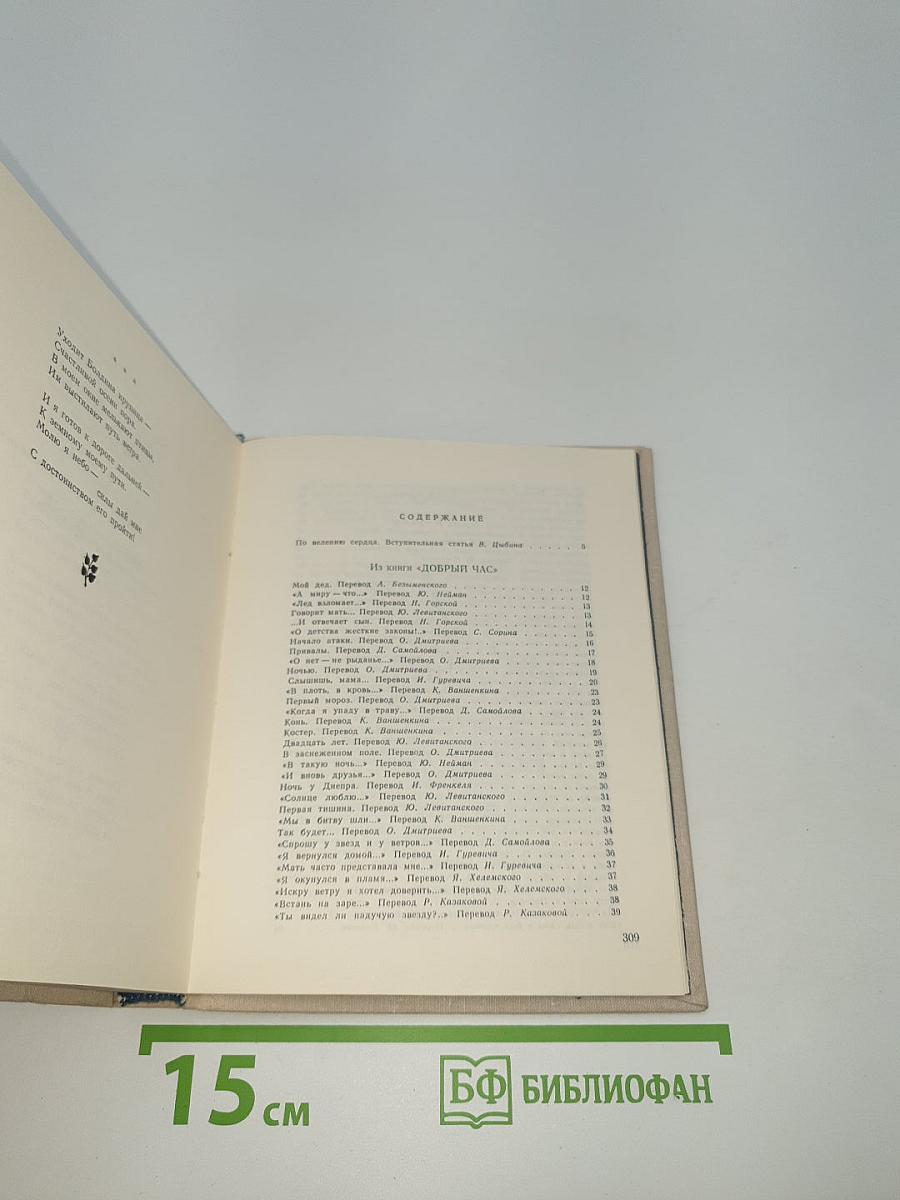 * * *
Уходит Болдина крупица —
Счастливой осени пора.
В моем окне мелькают птицы,
Им выстилают путь ветра.
И я готов к дороге дальней —
К земному моему пути.
Молю я небо — силы дай мне
С достоинством его пройти!
СОДЕРЖАНИЕ
По велению сердца. Вступительная статья В. Цыбина . . . . . 5
Из книги «ДОБРЫЙ ЧАС»
Мой дед. Перевод А. Безыменского . . . . . . . . . . . 12
«А миру — что...» Перевод Ю. Нейман . . . . . . . . . . 12
«Лед взломает...» Перевод Н. Горской . . . . . . . . . . 13
Говорит мать... Перевод Ю. Левитанского . . . . . . . . . 13
...И отвечает сын. Перевод Н. Горской . . . . . . . . . . 14
«О детства жесткие законы!..» Перевод С. Сорина . . . . . . 15
Начало атаки. Перевод О. Дмитриева . . . . . . . . . . 16
Привалы. Перевод Д. Самойлова . . . . . . . . . . . . 17
«О нет — не рыданье...» Перевод О. Дмитриева . . . . . . . 18
Ночью. Перевод О. Дмитриева . . . . . . . . . . . . . 19
Слышишь, мама... Перевод И. Гуревича . . . . . . . . . 20
«В плоть, в кровь...» Перевод К. Ваншенкина . . . . . . . 23
Первый мороз. Перевод О. Дмитриева . . . . . . . . . . 23
«Когда я упаду в траву...» Перевод Д. Самойлова . . . . . . 24
Конь. Перевод К. Ваншенкина . . . . . . . . . . . . . 24
Костер. Перевод К. Ваншенкина . . . . . . . . . . . . 25
Двадцать лет. Перевод Ю. Левитанского . . . . . . . . . 26
В заснеженном поле. Перевод О. Дмитриева . . . . . . . . 27
«В такую ночь...» Перевод Ю. Нейман . . . . . . . . . . 29
«И вновь друзья...» Перевод О. Дмитриева . . . . . . . . 29
Ночь у Днепра. Перевод И. Френкеля . . . . . . . . . . 30
«Солнце люблю...» Перевод Ю. Левитанского . . . . . . . 31
Первая тишина. Перевод Ю. Левитанского . . . . . . . . 32
«Мы в битву шли...» Перевод К. Ваншенкина . . . . . . . 33
Так будет... Перевод О. Дмитриева . . . . . . . . . . . 34
«Спрошу у звезд и у ветров...» Перевод Д. Самойлова . . . . 35
«Я вернулся домой...» Перевод И. Гуревича . . . . . . . . 36
«Мать часто представала мне...» Перевод И. Гуревича . . . . 37
«Я окунулся в пламя...» Перевод Я. Хелемского . . . . . . 37
«Искру ветру я хотел доверить...» Перевод Я. Хелемского . . . 38
«Встань на заре...» Перевод Р. Казаковой . . . . . . . . . 38
«Ты видел ли падучую звезду?..» Перевод Р. Казаковой . . . 39
309
15 см
БФ БИБЛИОФАН